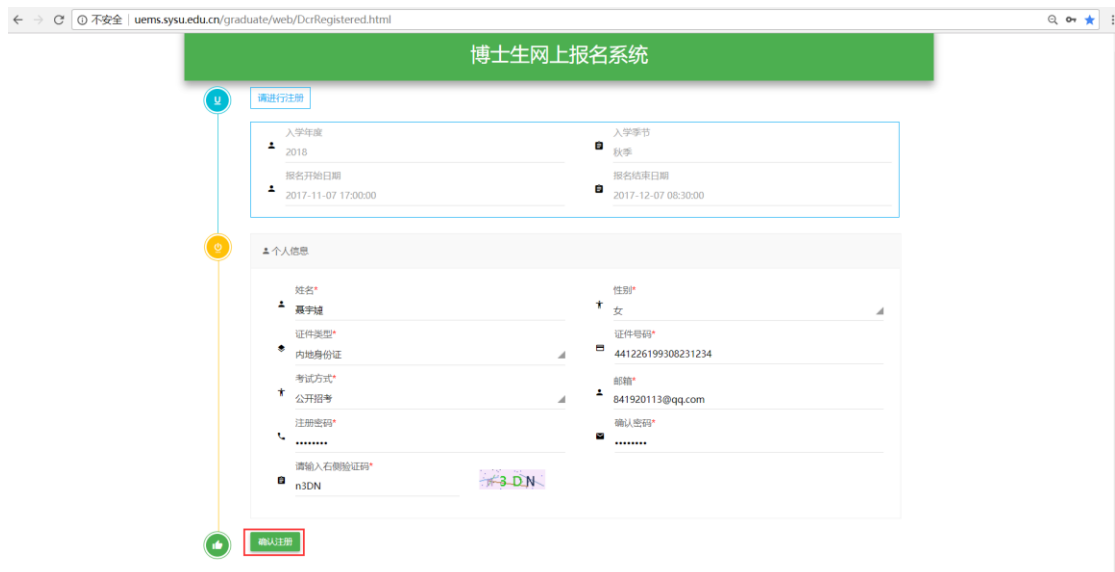 不安全 | uems.sysu.edu.cn/graduate/web/DcrRegistered.html
博士生网上报名系统
请进行注册
入学年度 入学季节
2018 秋季
报名开始日期 报名结束日期
2017-11-07 17:00:00 2017-12-07 08:30:00
个人信息
姓名* 性别*
聂宇婕 女
证件类型* 证件号码*
内地身份证 441226199308231234
考试方式* 邮箱*
公开招考 841920113@qq.com
注册密码* 确认密码*
•••••••• ••••••••
请输入右侧验证码*
n3DN n3DN
确认注册